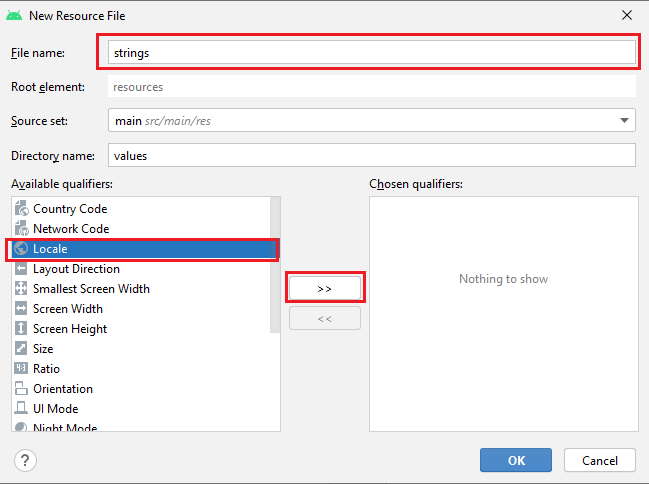 New Resource File
File name: strings
Root element: resources
Source set: main src/main/res
Directory name: values
Available qualifiers:
Chosen qualifiers:
Country Code
Network Code
Locale
Layout Direction
Smallest Screen Width
Screen Width
Screen Height
Size
Ratio
Orientation
UI Mode
Night Mode
>>
<<
Nothing to show
?
OK
Cancel